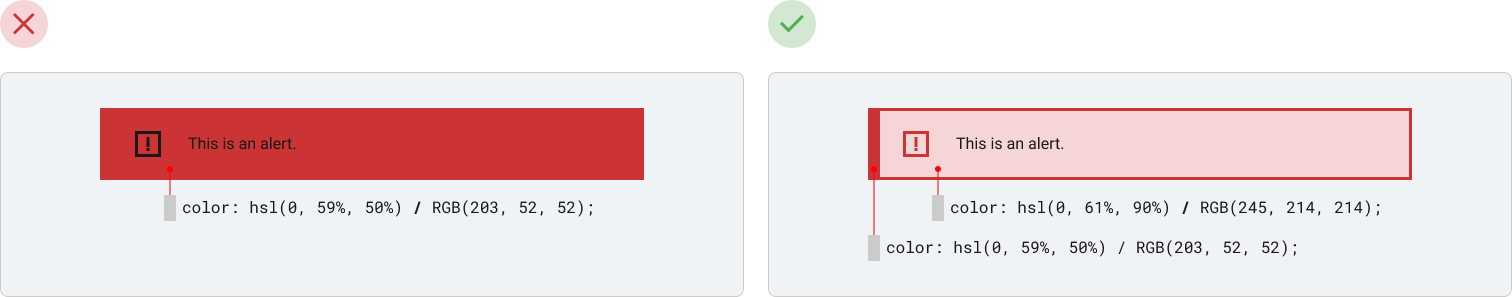 ! This is an alert.
color: hsl(0, 59%, 50%) / RGB(203, 52, 52);
! This is an alert.
color: hsl(0, 61%, 90%) / RGB(245, 214, 214);
color: hsl(0, 59%, 50%) / RGB(203, 52, 52);